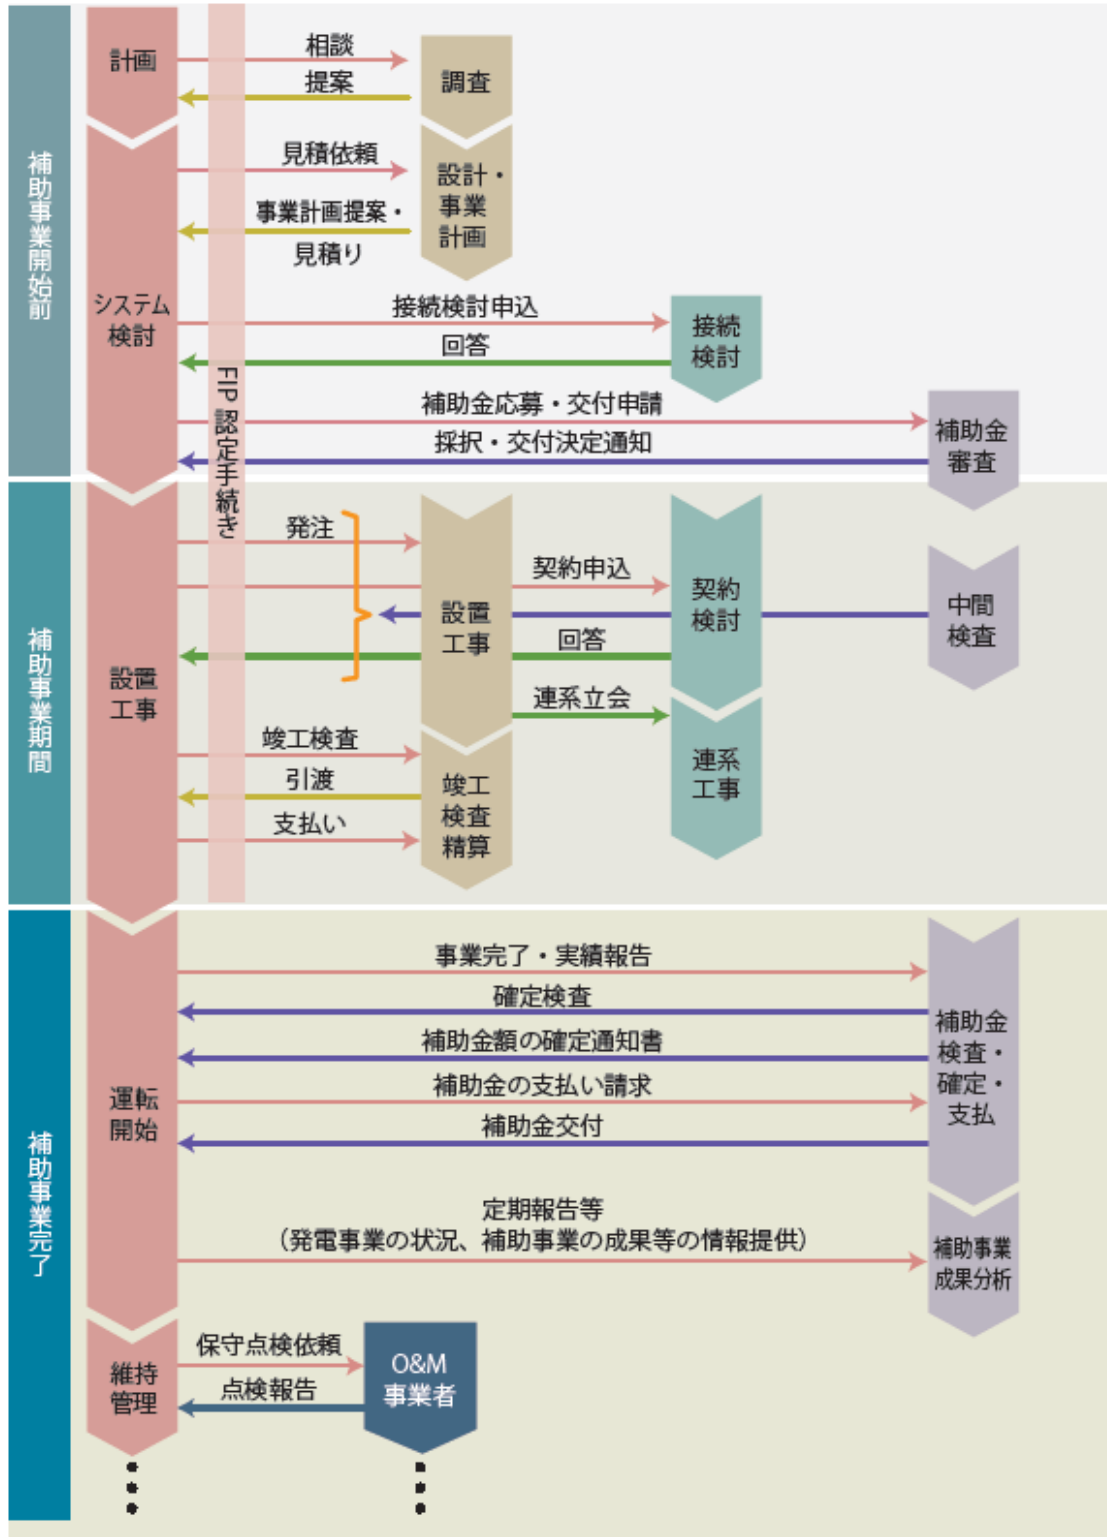 補助事業開始前
計画
相談
提案
調査
見積依頼
設計・
事業
計画
事業計画提案・
見積り
システム
検討
接続検討申込
回答
接続
検討
FIP 認定手続き
補助金応募・交付申請
採択・交付決定通知
補助金
審査
補助事業期間
設置
工事
発注
設置
工事
契約申込
契約
検討
中間
検査
回答
連系立会
連系
工事
竣工検査
引渡
支払い
竣工
検査
精算
補助事業完了
運転
開始
事業完了・実績報告
確定検査
補助金額の確定通知書
補助金の支払い請求
補助金交付
補助金
検査・
確定・
支払
定期報告等
(発電事業の状況、補助事業の成果等の情報提供)
補助事業
成果分析
維持
管理
保守点検依頼
点検報告
O&M
事業者